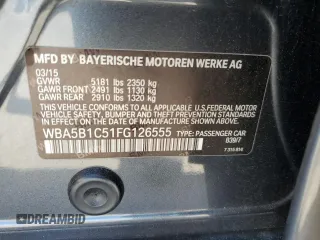 MFD BY BAYERISCHE MOTOREN WERKE AG
03/15
GVWR 5181 lbs 2350 kg
GAWR FRONT 2491 lbs 1130 kg
GAWR REAR 2910 lbs 1320 kg
THIS VEHICLE CONFORMS TO ALL APPLICABLE
U.S. FEDERAL MOTOR VEHICLE SAFETY, BUMPER, AND
THEFT PREVENTION STANDARDS IN EFFECT ON THE
DATE OF MANUFACTURE SHOWN ABOVE.
WBA5B1C51FG126555 TYPE: PASSENGER CAR
DREAMBID